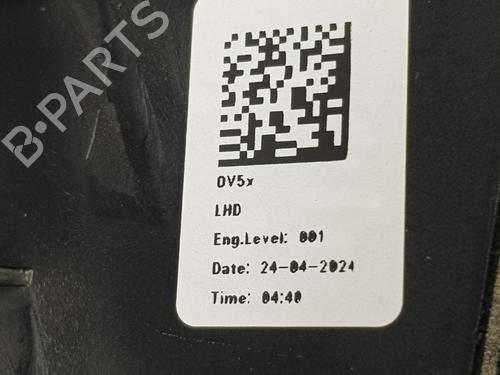 B·PARTS
OV5x
LHD
Eng.Level: 001
Date: 24-04-2024
Time: 04:40